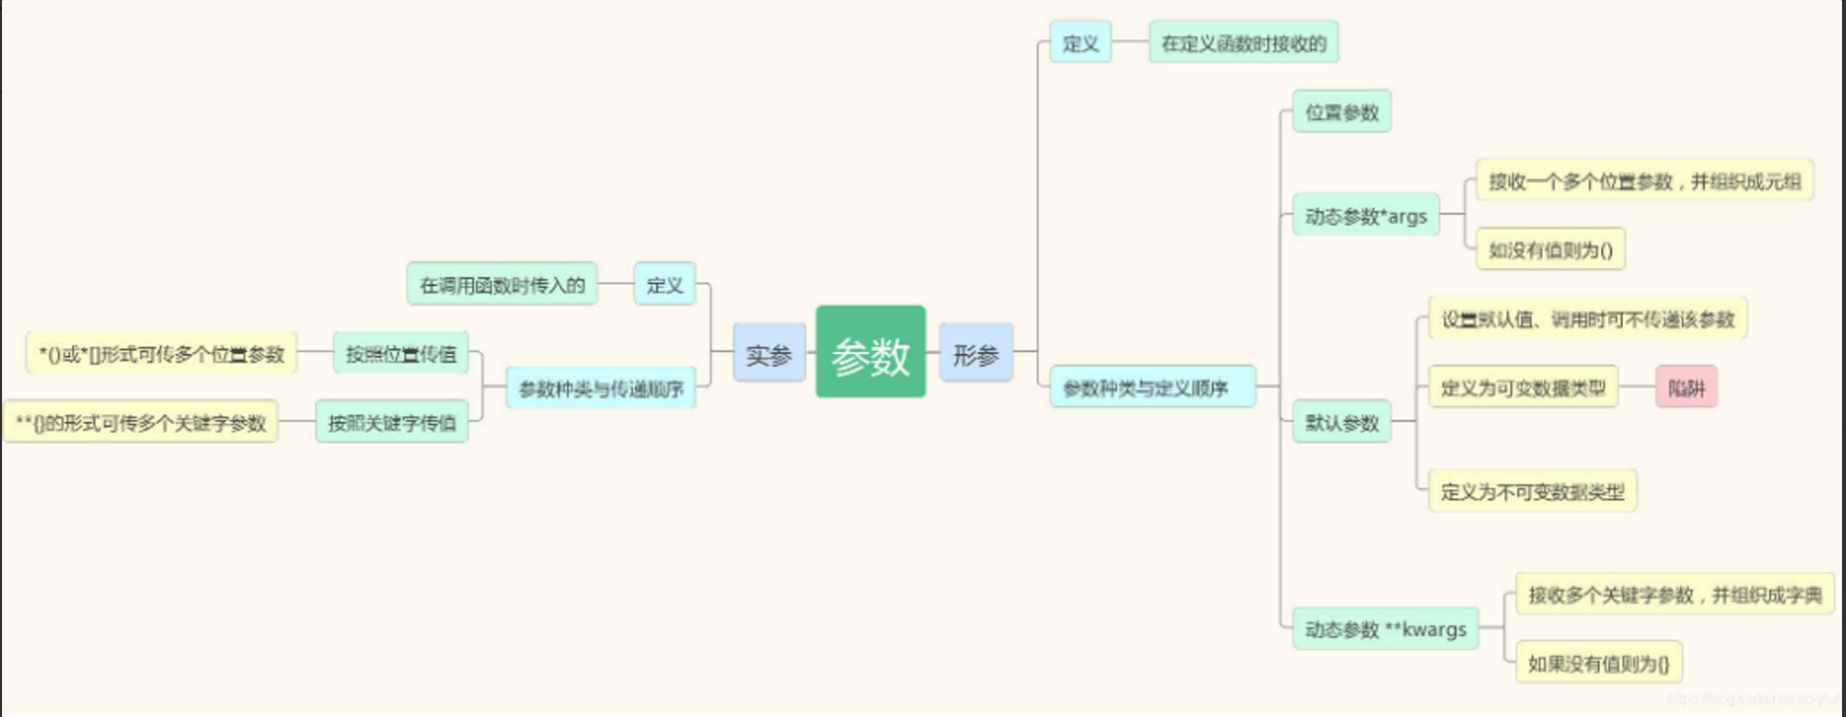 参数
实参
定义
在调用函数时传入的
参数种类与传递顺序
按照位置传值
*()或*[]形式可传多个位置参数
按照关键字传值
**{}的形式可传多个关键字参数
形参
定义
在定义函数时接收的
参数种类与定义顺序
位置参数
动态参数*args
接收一个多个位置参数，并组织成元组
如没有值则为()
默认参数
设置默认值、调用时可不传递该参数
定义为可变数据类型
陷阱
定义为不可变数据类型
动态参数 **kwargs
接收多个关键字参数，并组织成字典
如果没有值则为{}